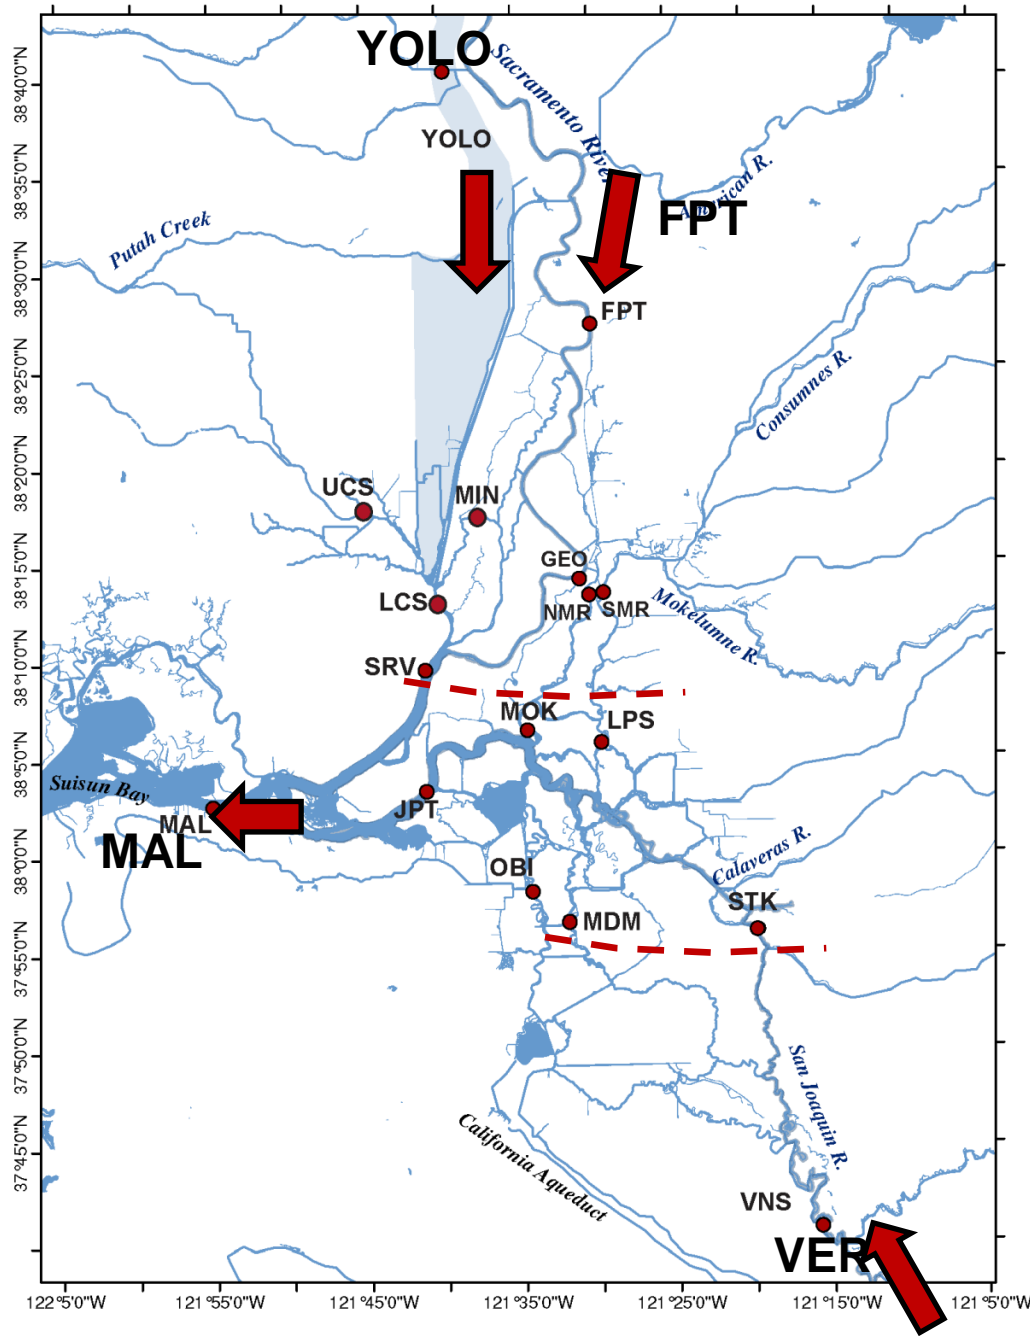 YOLO
Sacramento River
YOLO
American R.
FPT
Putah Creek
FPT
Consumnes R.
UCS
MIN
GEO
LCS
NMR
SMR
Mokelumne R.
SRV
MOK
LPS
Suisun Bay
JPT
MAL
MAL
Calaveras R.
OBI
STK
MDM
San Joaquin R.
California Aqueduct
VNS
VER
38°40'0"N
38°35'0"N
38°30'0"N
38°25'0"N
38°20'0"N
38°15'0"N
38°10'0"N
38°5'0"N
38°0'0"N
37°55'0"N
37°50'0"N
37°45'0"N
122°5'0"W
121°55'0"W
121°45'0"W
121°35'0"W
121°25'0"W
121°15'0"W
121°5'0"W